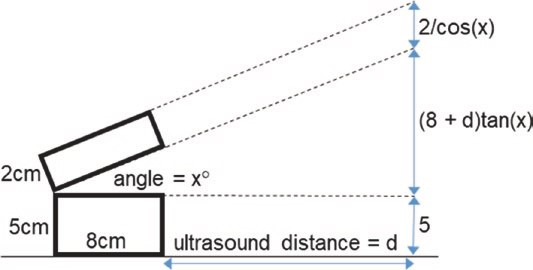 2/cos(x)
(8 + d)tan(x)
2cm
angle = x°
5cm
8cm
5
ultrasound distance = d